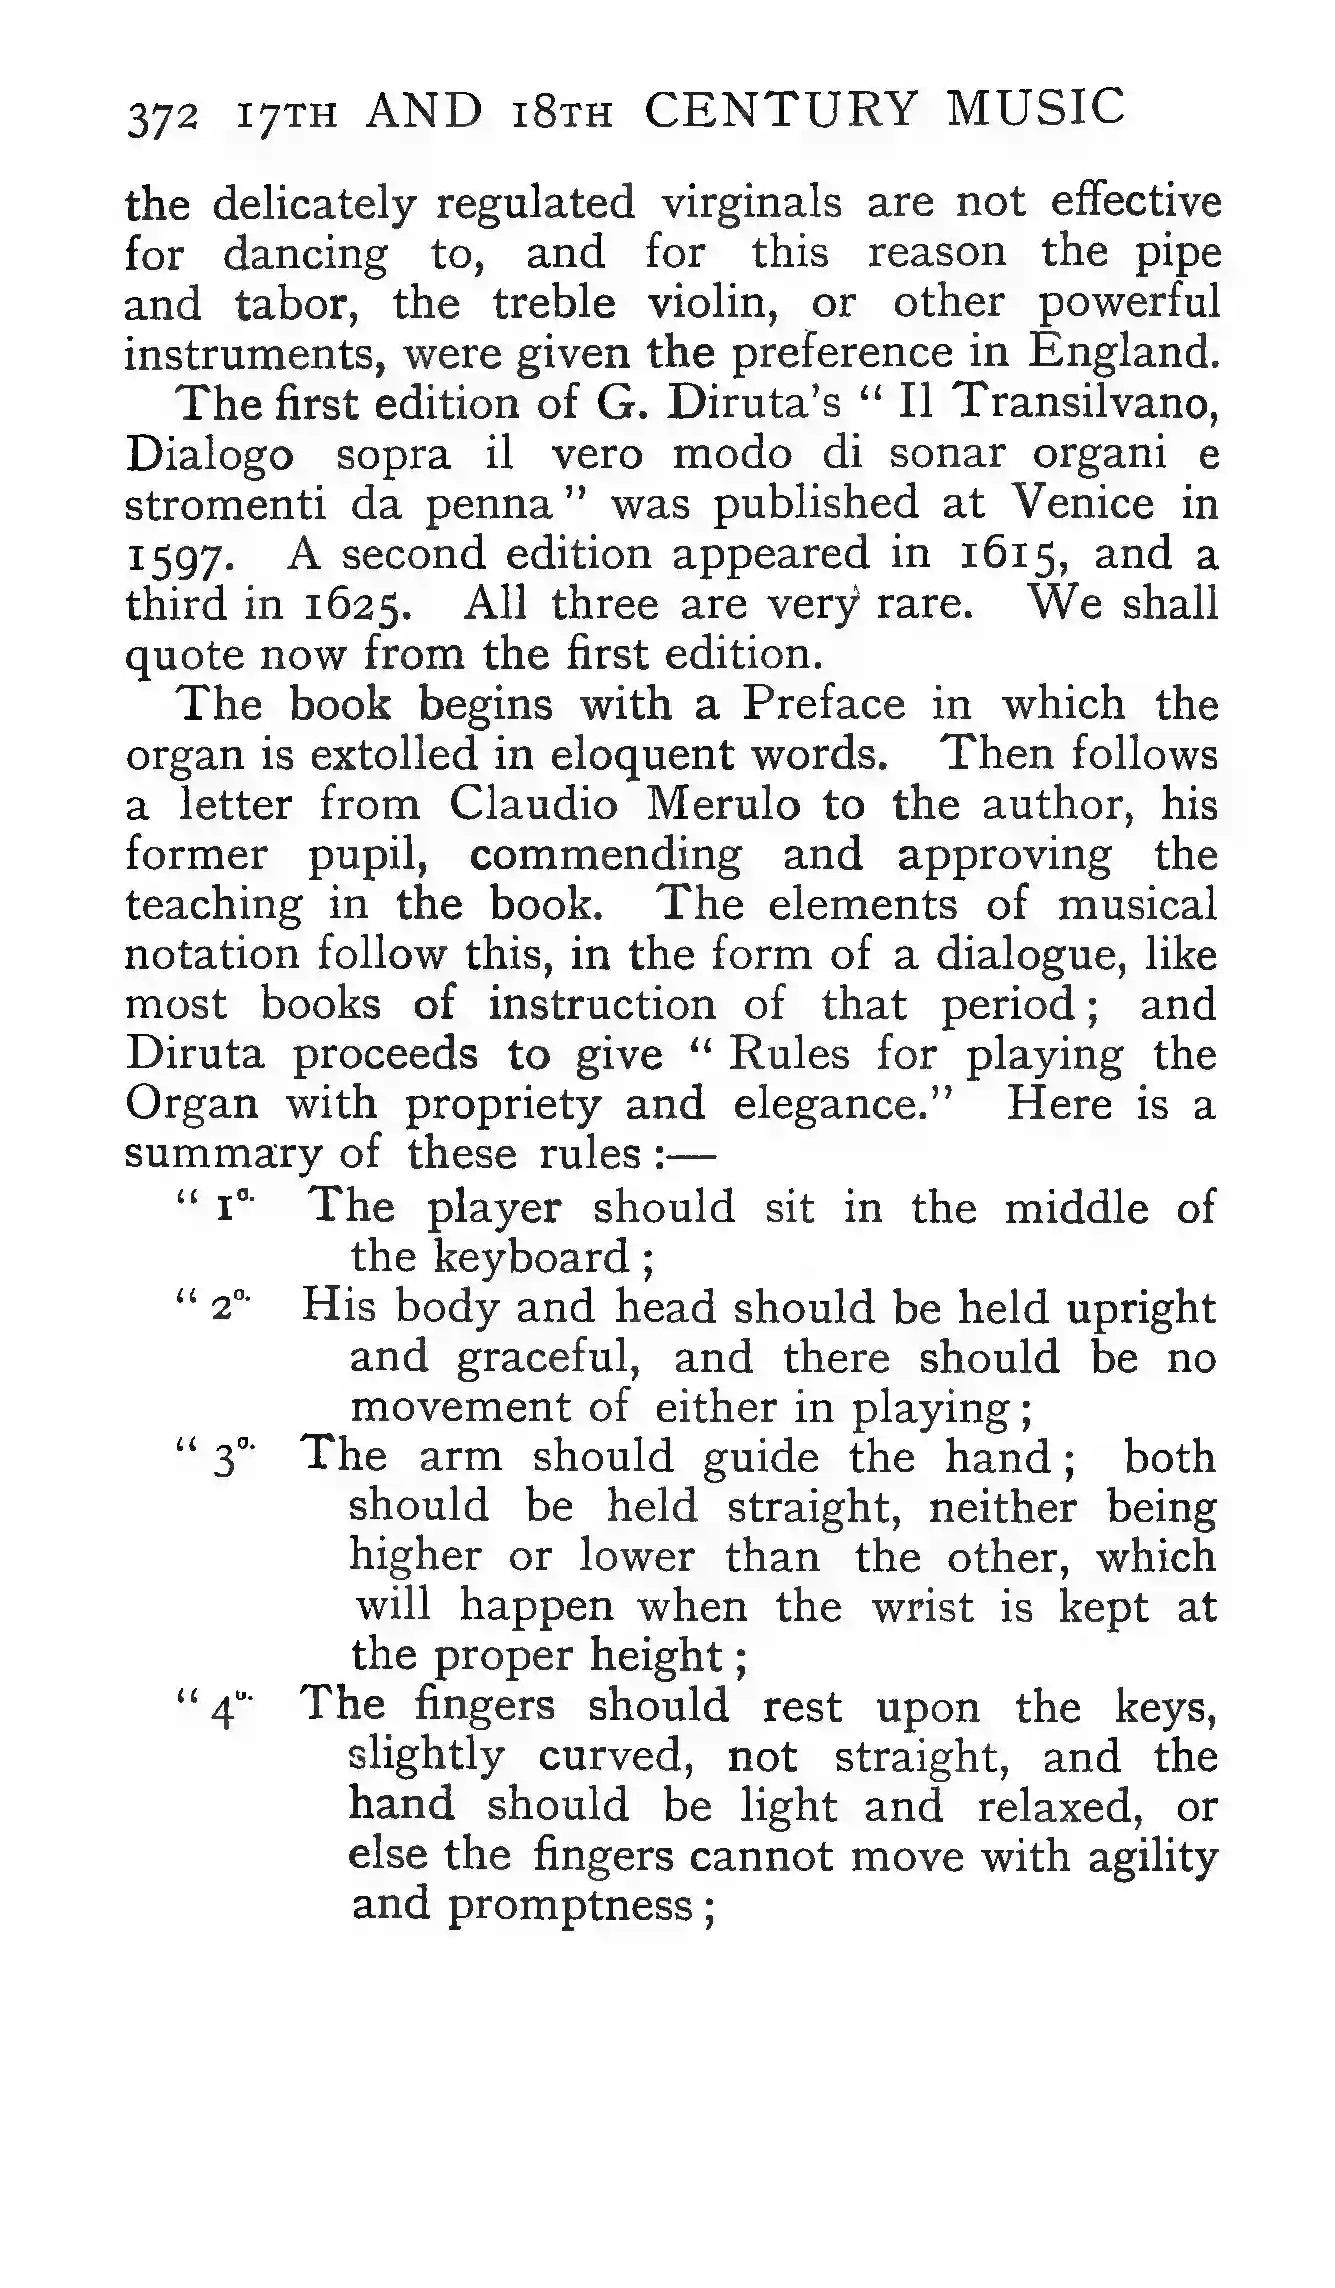 372 17TH AND 18TH CENTURY MUSIC
the delicately regulated virginals are not effective
for dancing to, and for this reason the pipe
and tabor, the treble violin, or other powerful
instruments, were given the preference in England.
The first edition of G. Diruta's “ Il Transilvano,
Dialogo sopra il vero modo di sonar organi e
stromenti da penna ” was published at Venice in
1597. A second edition appeared in 1615, and a
third in 1625. All three are very rare. We shall
quote now from the first edition.
The book begins with a Preface in which the
organ is extolled in eloquent words. Then follows
a letter from Claudio Merulo to the author, his
former pupil, commending and approving the
teaching in the book. The elements of musical
notation follow this, in the form of a dialogue, like
most books of instruction of that period ; and
Diruta proceeds to give “ Rules for playing the
Organ with propriety and elegance.” Here is a
summary of these rules :—
“ 1º. The player should sit in the middle of
the keyboard ;
“ 2º. His body and head should be held upright
and graceful, and there should be no
movement of either in playing ;
“ 3º. The arm should guide the hand ; both
should be held straight, neither being
higher or lower than the other, which
will happen when the wrist is kept at
the proper height ;
“ 4º. The fingers should rest upon the keys,
slightly curved, not straight, and the
hand should be light and relaxed, or
else the fingers cannot move with agility
and promptness ;